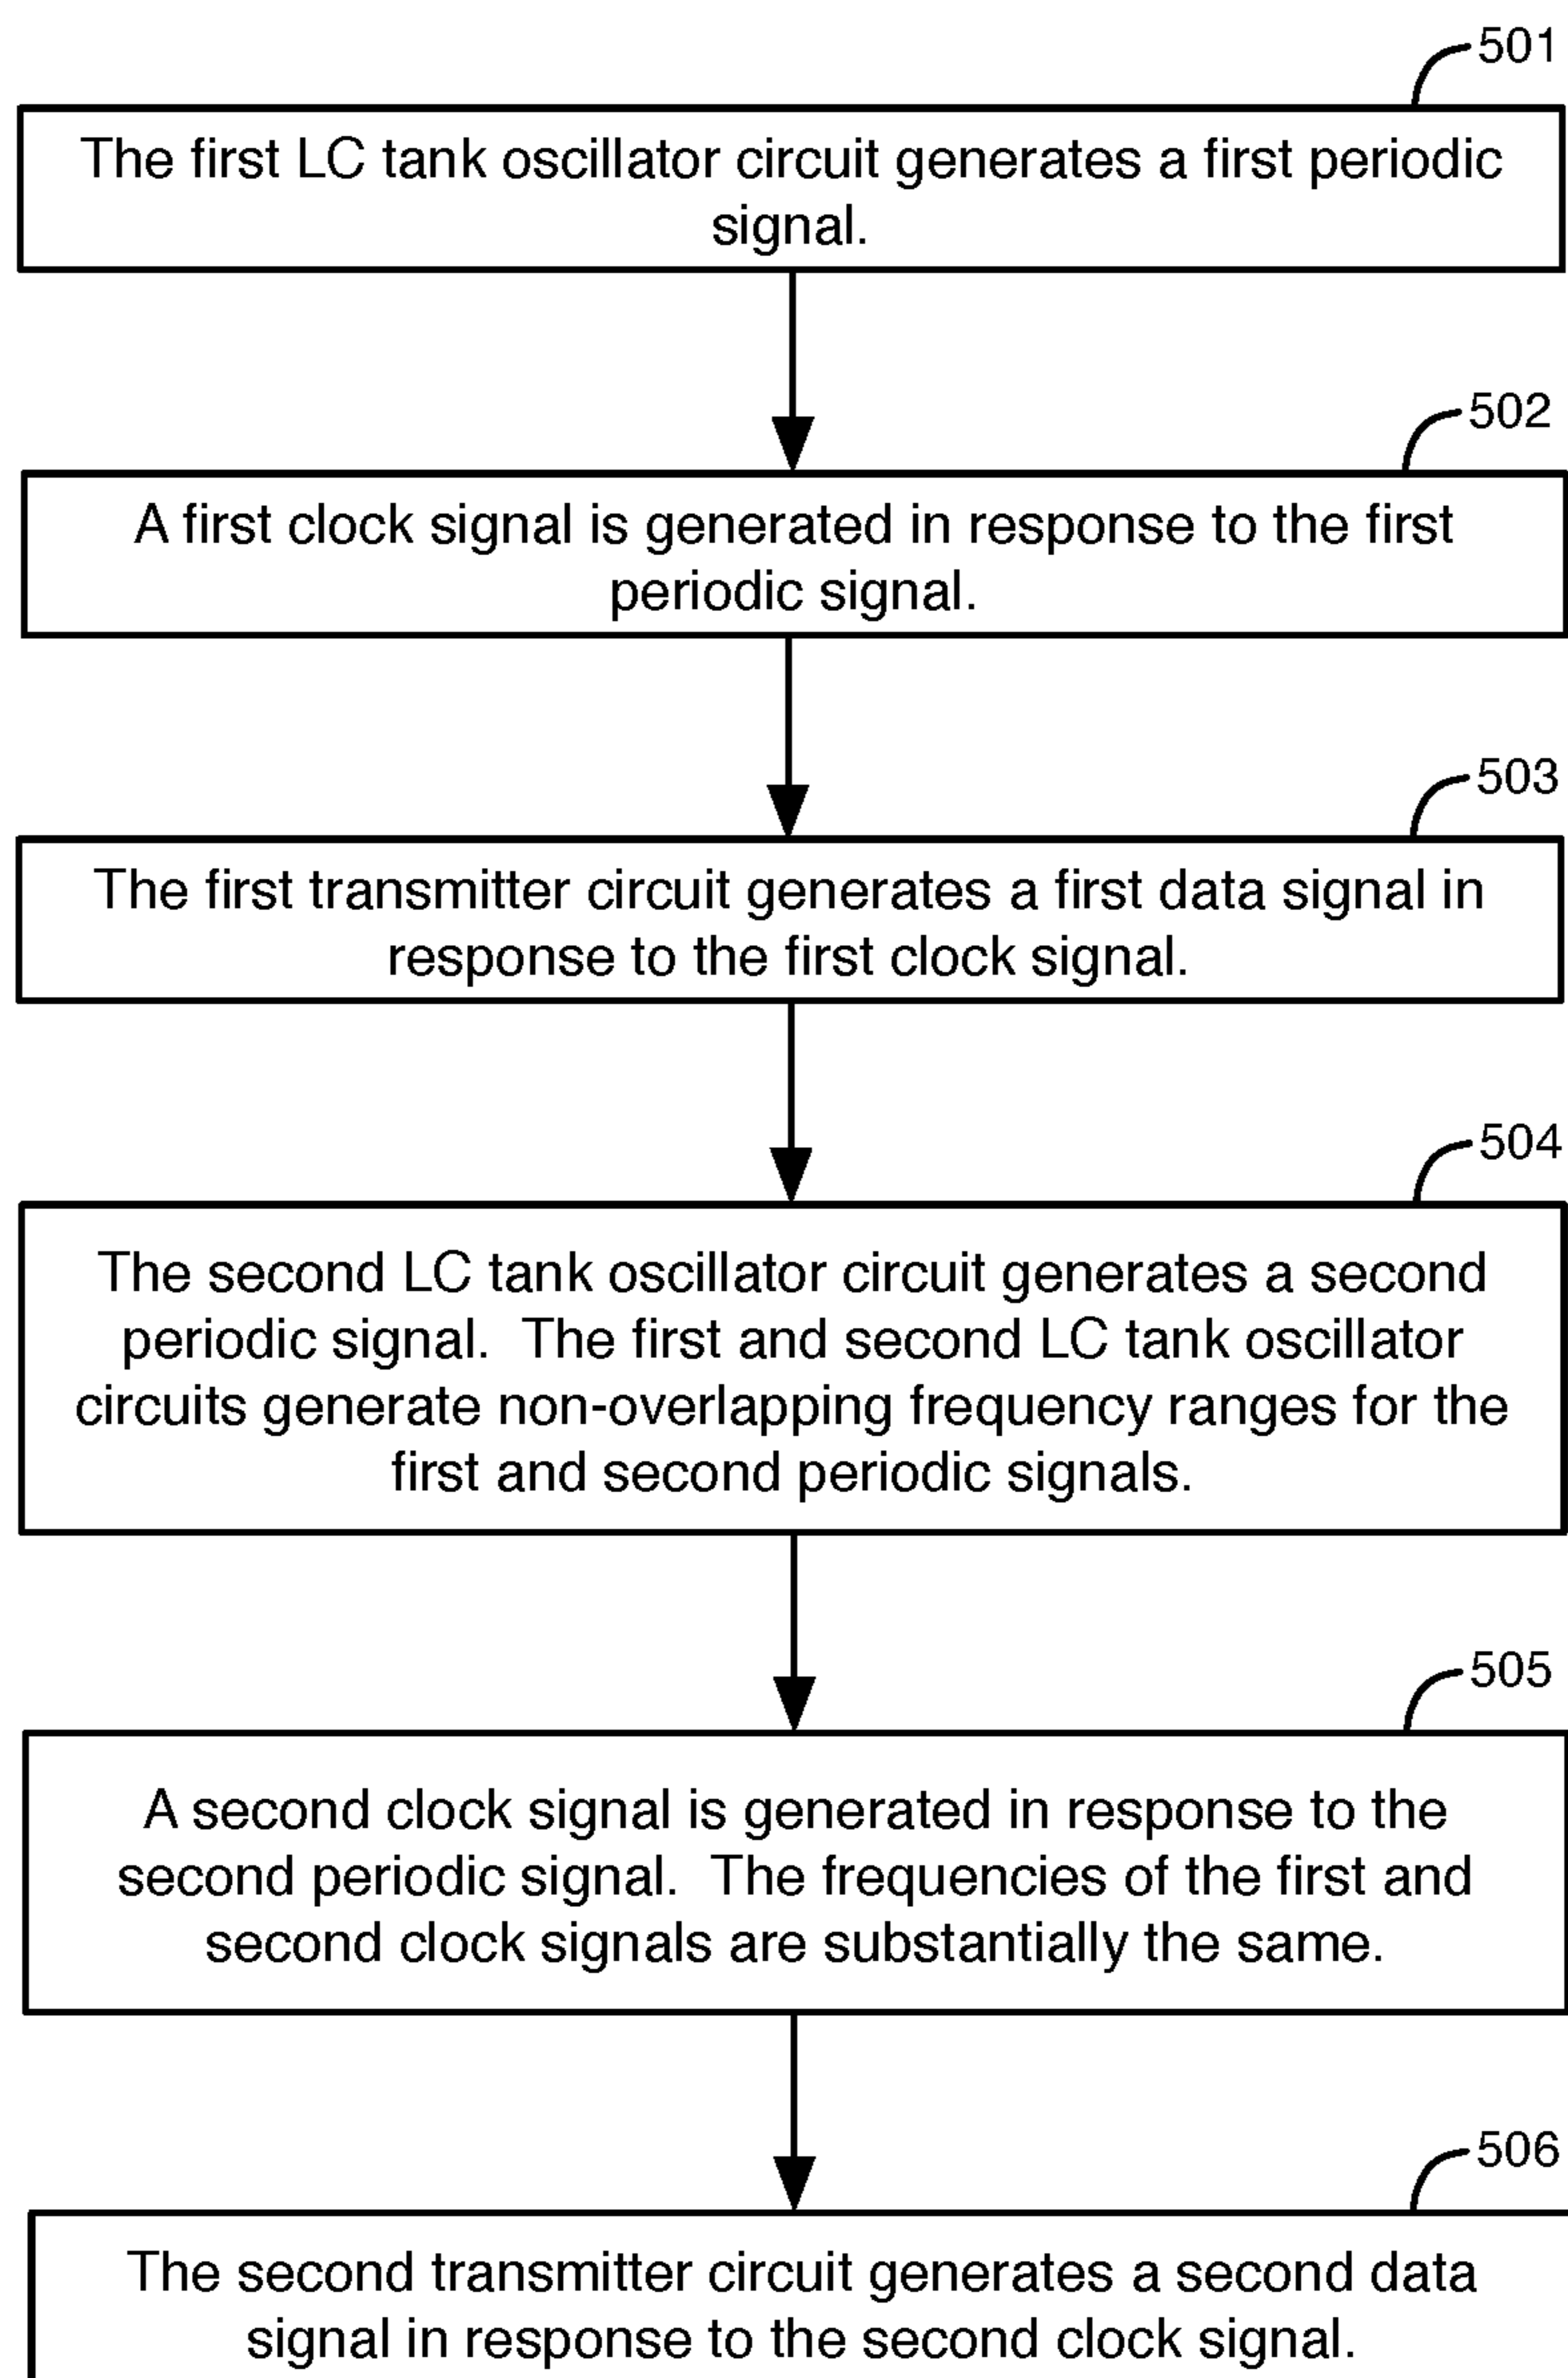 501
The first LC tank oscillator circuit generates a first periodic
signal.
502
A first clock signal is generated in response to the first
periodic signal.
503
The first transmitter circuit generates a first data signal in
response to the first clock signal.
504
The second LC tank oscillator circuit generates a second
periodic signal.  The first and second LC tank oscillator
circuits generate non-overlapping frequency ranges for the
first and second periodic signals.
505
A second clock signal is generated in response to the
second periodic signal.  The frequencies of the first and
second clock signals are substantially the same.
506
The second transmitter circuit generates a second data
signal in response to the second clock signal.